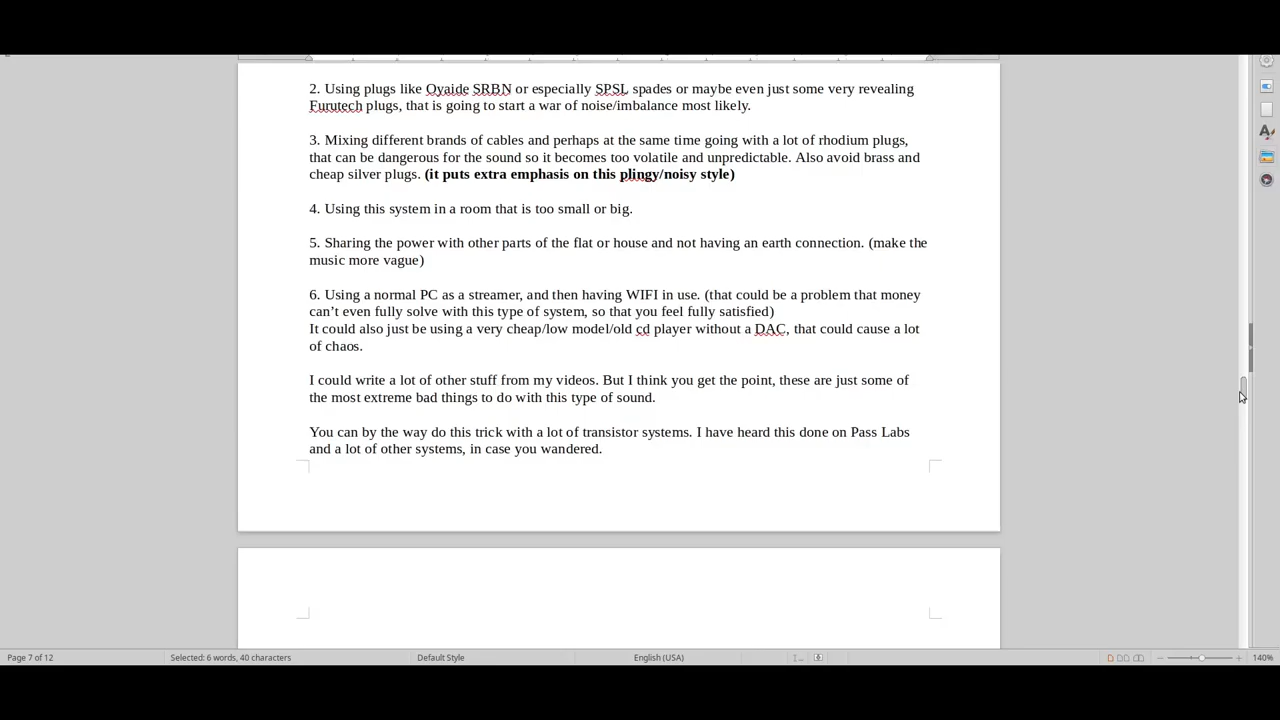 2. Using plugs like Oyaide SRBN or especially SPSL spades or maybe even just some very revealing
Furutech plugs, that is going to start a war of noise/imbalance most likely.
3. Mixing different brands of cables and perhaps at the same time going with a lot of rhodium plugs,
that can be dangerous for the sound so it becomes too volatile and unpredictable. Also avoid brass and
cheap silver plugs. (it puts extra emphasis on this plingy/noisy style)
4. Using this system in a room that is too small or big.
5. Sharing the power with other parts of the flat or house and not having an earth connection. (make the
music more vague)
6. Using a normal PC as a streamer, and then having WIFI in use. (that could be a problem that money
can’t even fully solve with this type of system, so that you feel fully satisfied)
It could also just be using a very cheap/low model/old cd player without a DAC, that could cause a lot
of chaos.
I could write a lot of other stuff from my videos. But I think you get the point, these are just some of
the most extreme bad things to do with this type of sound.
You can by the way do this trick with a lot of transistor systems. I have heard this done on Pass Labs
and a lot of other systems, in case you wandered.
Page 7 of 12 Selected: 6 words, 40 characters Default Style English (USA) 140%